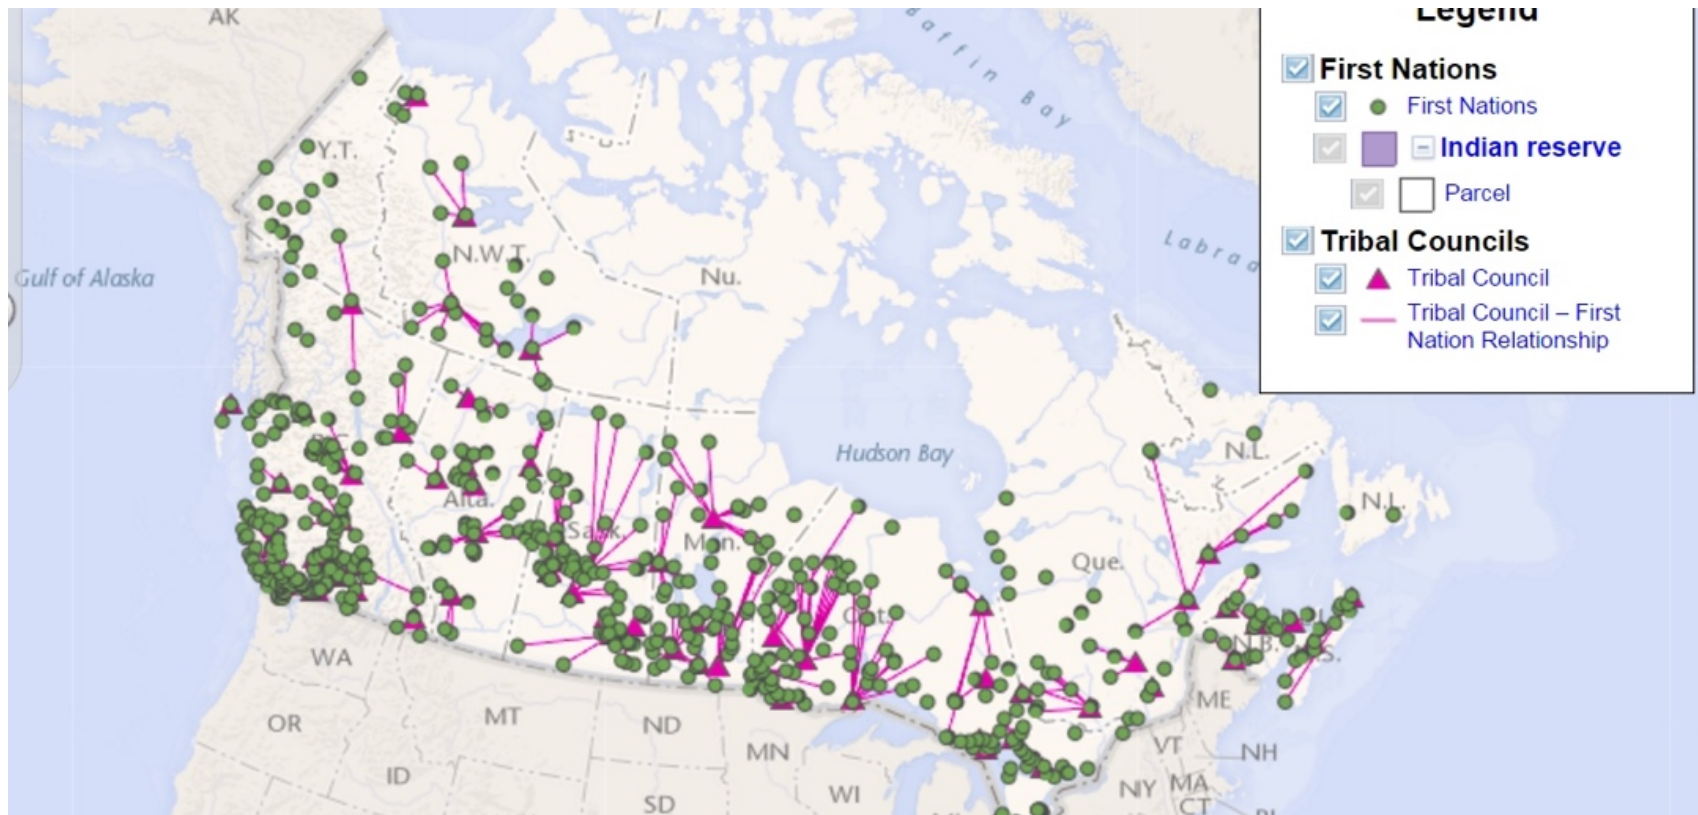 AK
Legend
First Nations
First Nations
Indian reserve
Parcel
Tribal Councils
Tribal Council
Tribal Council – First
Nation Relationship
Baffin Bay
Y.T.
N.W.T.
Nu.
Gulf of Alaska
Hudson Bay
B.C.
Alta.
Sask.
Man.
Ont.
Que.
N.L.
N.L.
N.B.
N.S.
WA
OR
MT
ID
ND
SD
MN
WI
ME
VT
NH
NY
MA
CT